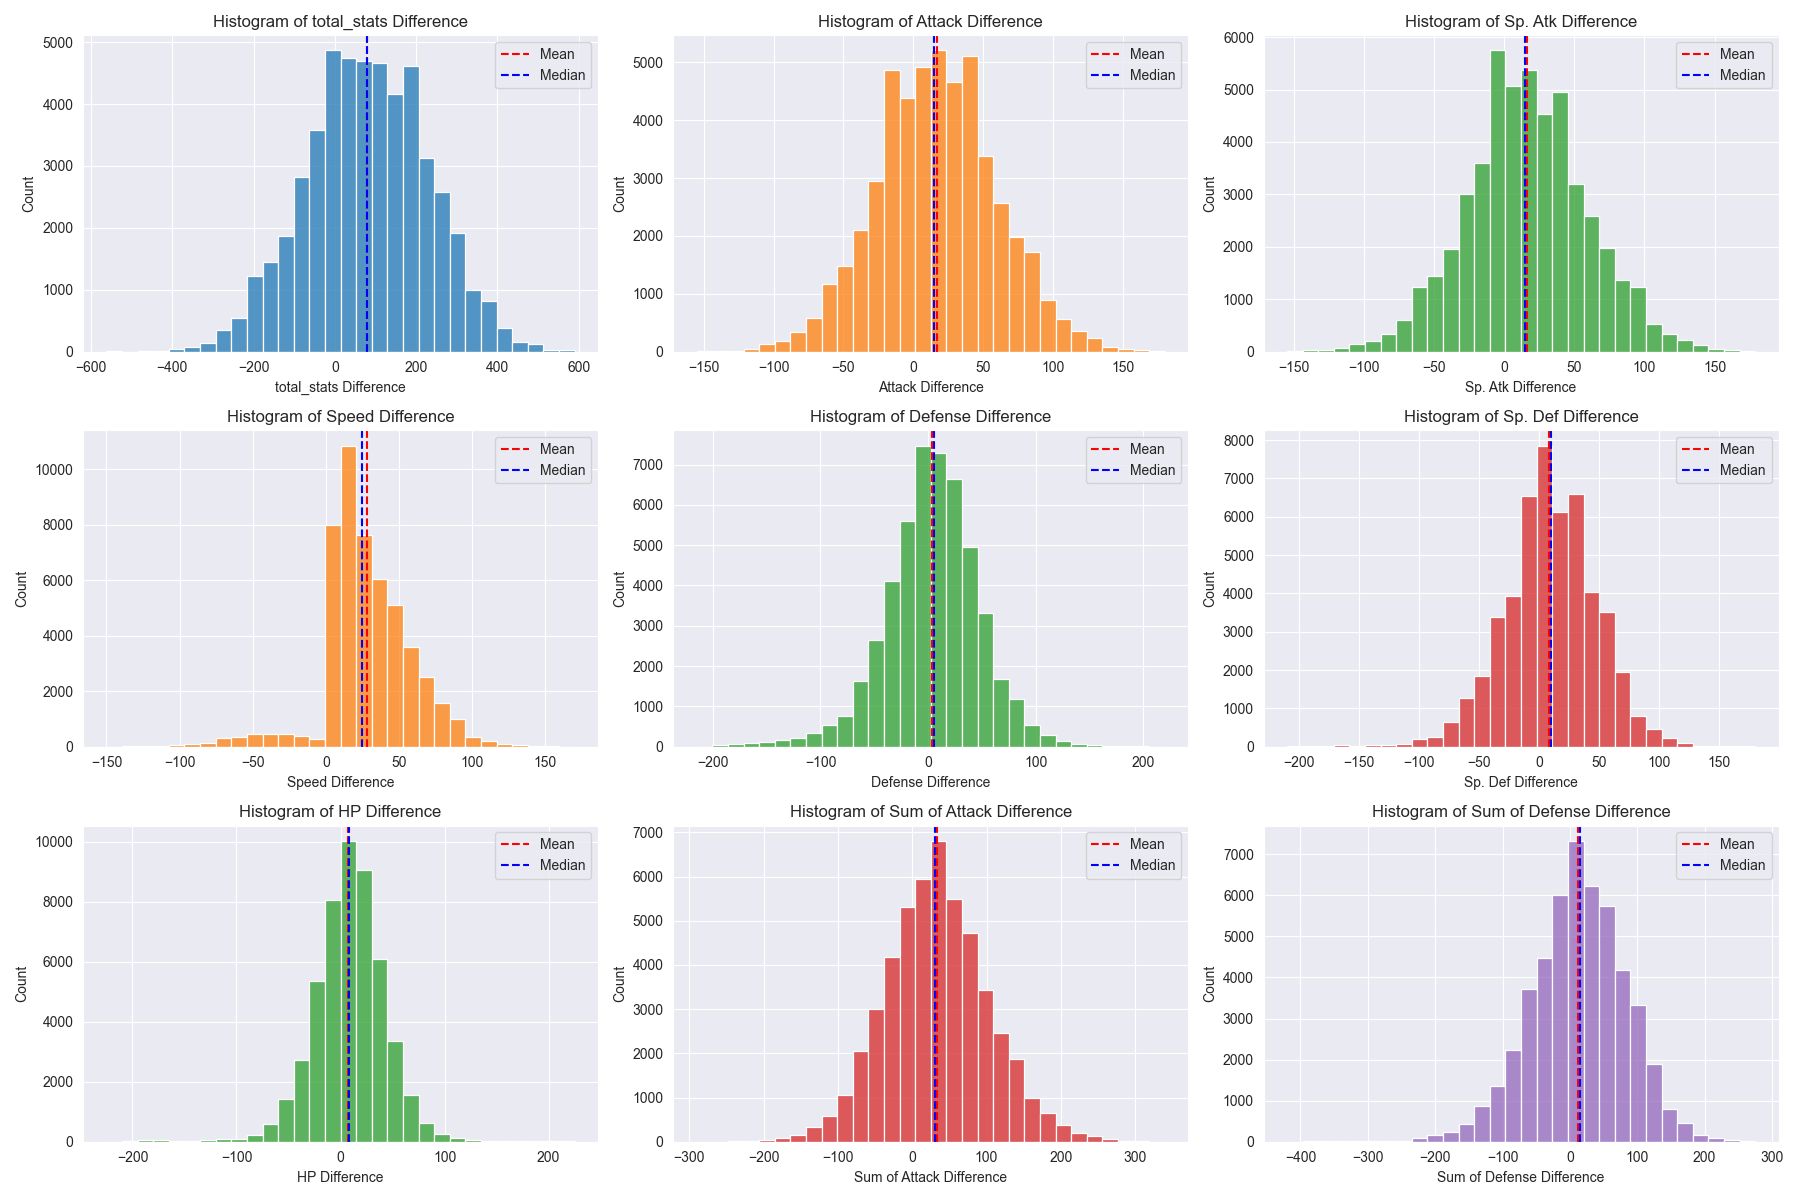 Histogram of total_stats Difference
5000
4000
3000
2000
1000
0
Count
Mean
Median
−600 −400 −200 0 200 400 600
total_stats Difference
Histogram of Attack Difference
5000
4000
3000
2000
1000
0
Count
Mean
Median
−150 −100 −50 0 50 100 150
Attack Difference
Histogram of Sp. Atk Difference
6000
5000
4000
3000
2000
1000
0
Count
Mean
Median
−150 −100 −50 0 50 100 150
Sp. Atk Difference
Histogram of Speed Difference
10000
8000
6000
4000
2000
0
Count
Mean
Median
−150 −100 −50 0 50 100 150
Speed Difference
Histogram of Defense Difference
7000
6000
5000
4000
3000
2000
1000
0
Count
Mean
Median
−200 −100 0 100 200
Defense Difference
Histogram of Sp. Def Difference
8000
7000
6000
5000
4000
3000
2000
1000
0
Count
Mean
Median
−200 −150 −100 −50 0 50 100 150
Sp. Def Difference
Histogram of HP Difference
10000
8000
6000
4000
2000
0
Count
Mean
Median
−200 −100 0 100 200
HP Difference
Histogram of Sum of Attack Difference
7000
6000
5000
4000
3000
2000
1000
0
Count
Mean
Median
−300 −200 −100 0 100 200 300
Sum of Attack Difference
Histogram of Sum of Defense Difference
7000
6000
5000
4000
3000
2000
1000
0
Count
Mean
Median
−400 −300 −200 −100 0 100 200 300
Sum of Defense Difference